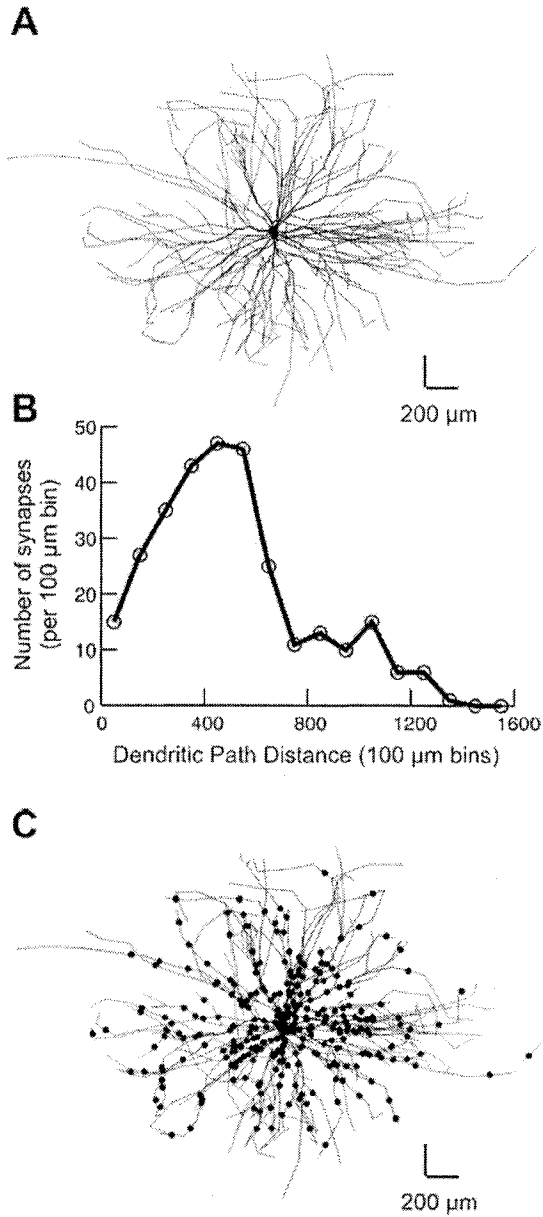 A
200 µm
B
Number of synapses
(per 100 µm bin)
50
40
30
20
10
0
0 400 800 1200 1600
Dendritic Path Distance (100 µm bins)
C
200 µm